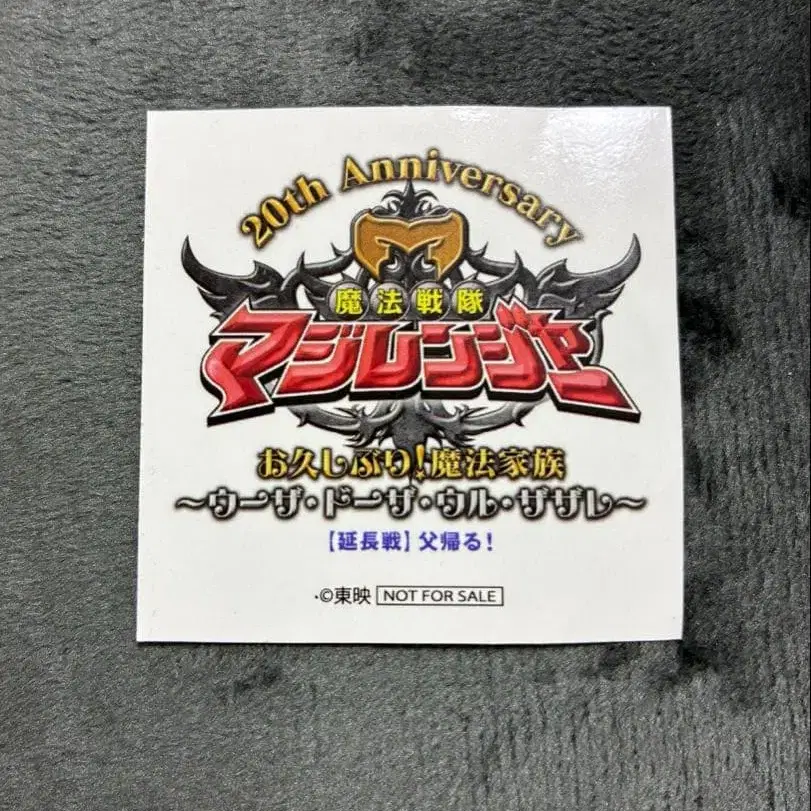 20th Anniversary
魔法戦隊
マジレンジャー
お久しぶり!魔法家族
～ウーザ・ドーザ・ウル・ザザレ～
【延長戦】父帰る!
·©東映 NOT FOR SALE